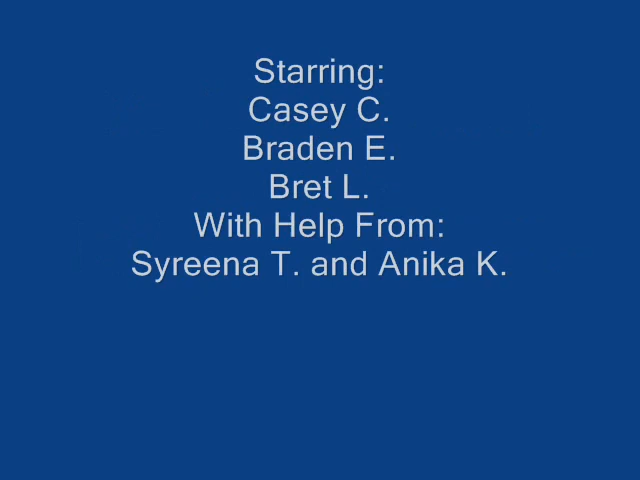 Starring:
Casey C.
Braden E.
Bret L.
With Help From:
Syreena T. and Anika K.